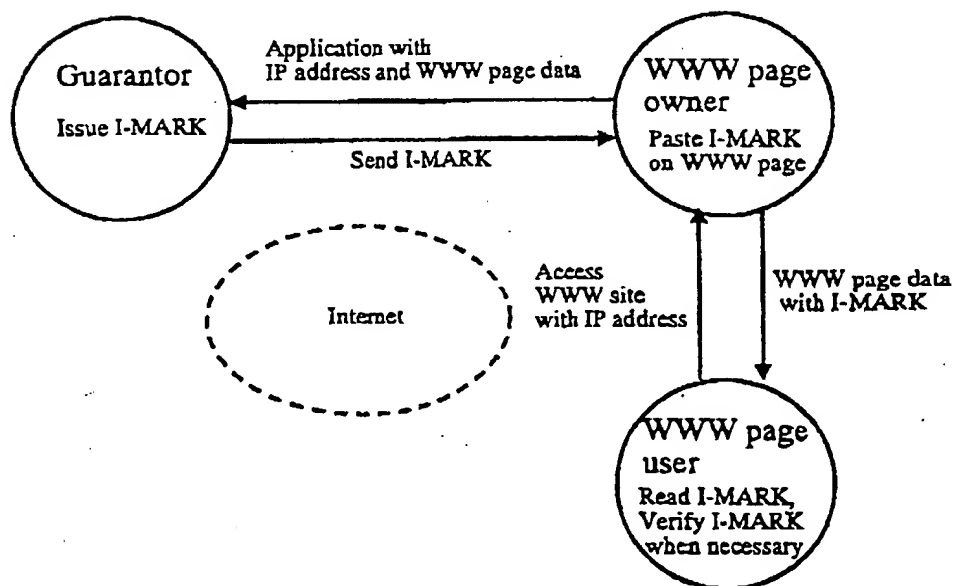 Application with
IP address and WWW page data
Guarantor
Issue I-MARK
Send I-MARK
WWW page
owner
Paste I-MARK
on WWW page
Internet
Access
WWW site
with IP address
WWW page data
with I-MARK
WWW page
user
Read I-MARK,
Verify I-MARK
when necessary